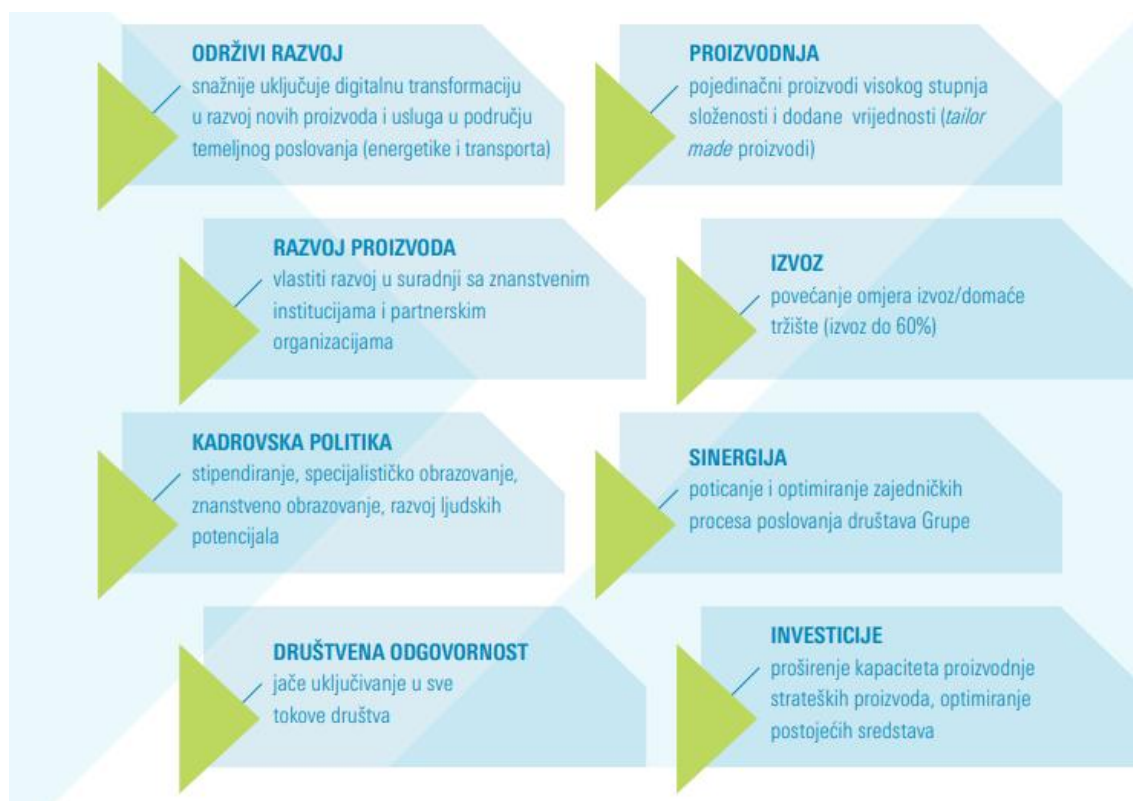 ODRŽIVI RAZVOJ
snažnije uključuje digitalnu transformaciju
u razvoj novih proizvoda i usluga u području
temeljnog poslovanja (energetike i transporta)
PROIZVODNJA
pojedinačni proizvodi visokog stupnja
složenosti i dodane vrijednosti (tailor
made proizvodi)
RAZVOJ PROIZVODA
vlastiti razvoj u suradnji sa znanstvenim
institucijama i partnerskim
organizacijama
IZVOZ
povećanje omjera izvoz/domaće
tržište (izvoz do 60%)
KADROVSKA POLITIKA
stipendiranje, specijalističko obrazovanje,
znanstveno obrazovanje, razvoj ljudskih
potencijala
SINERGIJA
poticanje i optimiranje zajedničkih
procesa poslovanja društava Grupe
DRUŠTVENA ODGOVORNOST
jače uključivanje u sve
tokove društva
INVESTICIJE
proširenje kapaciteta proizvodnje
strateških proizvoda, optimiranje
postojećih sredstava